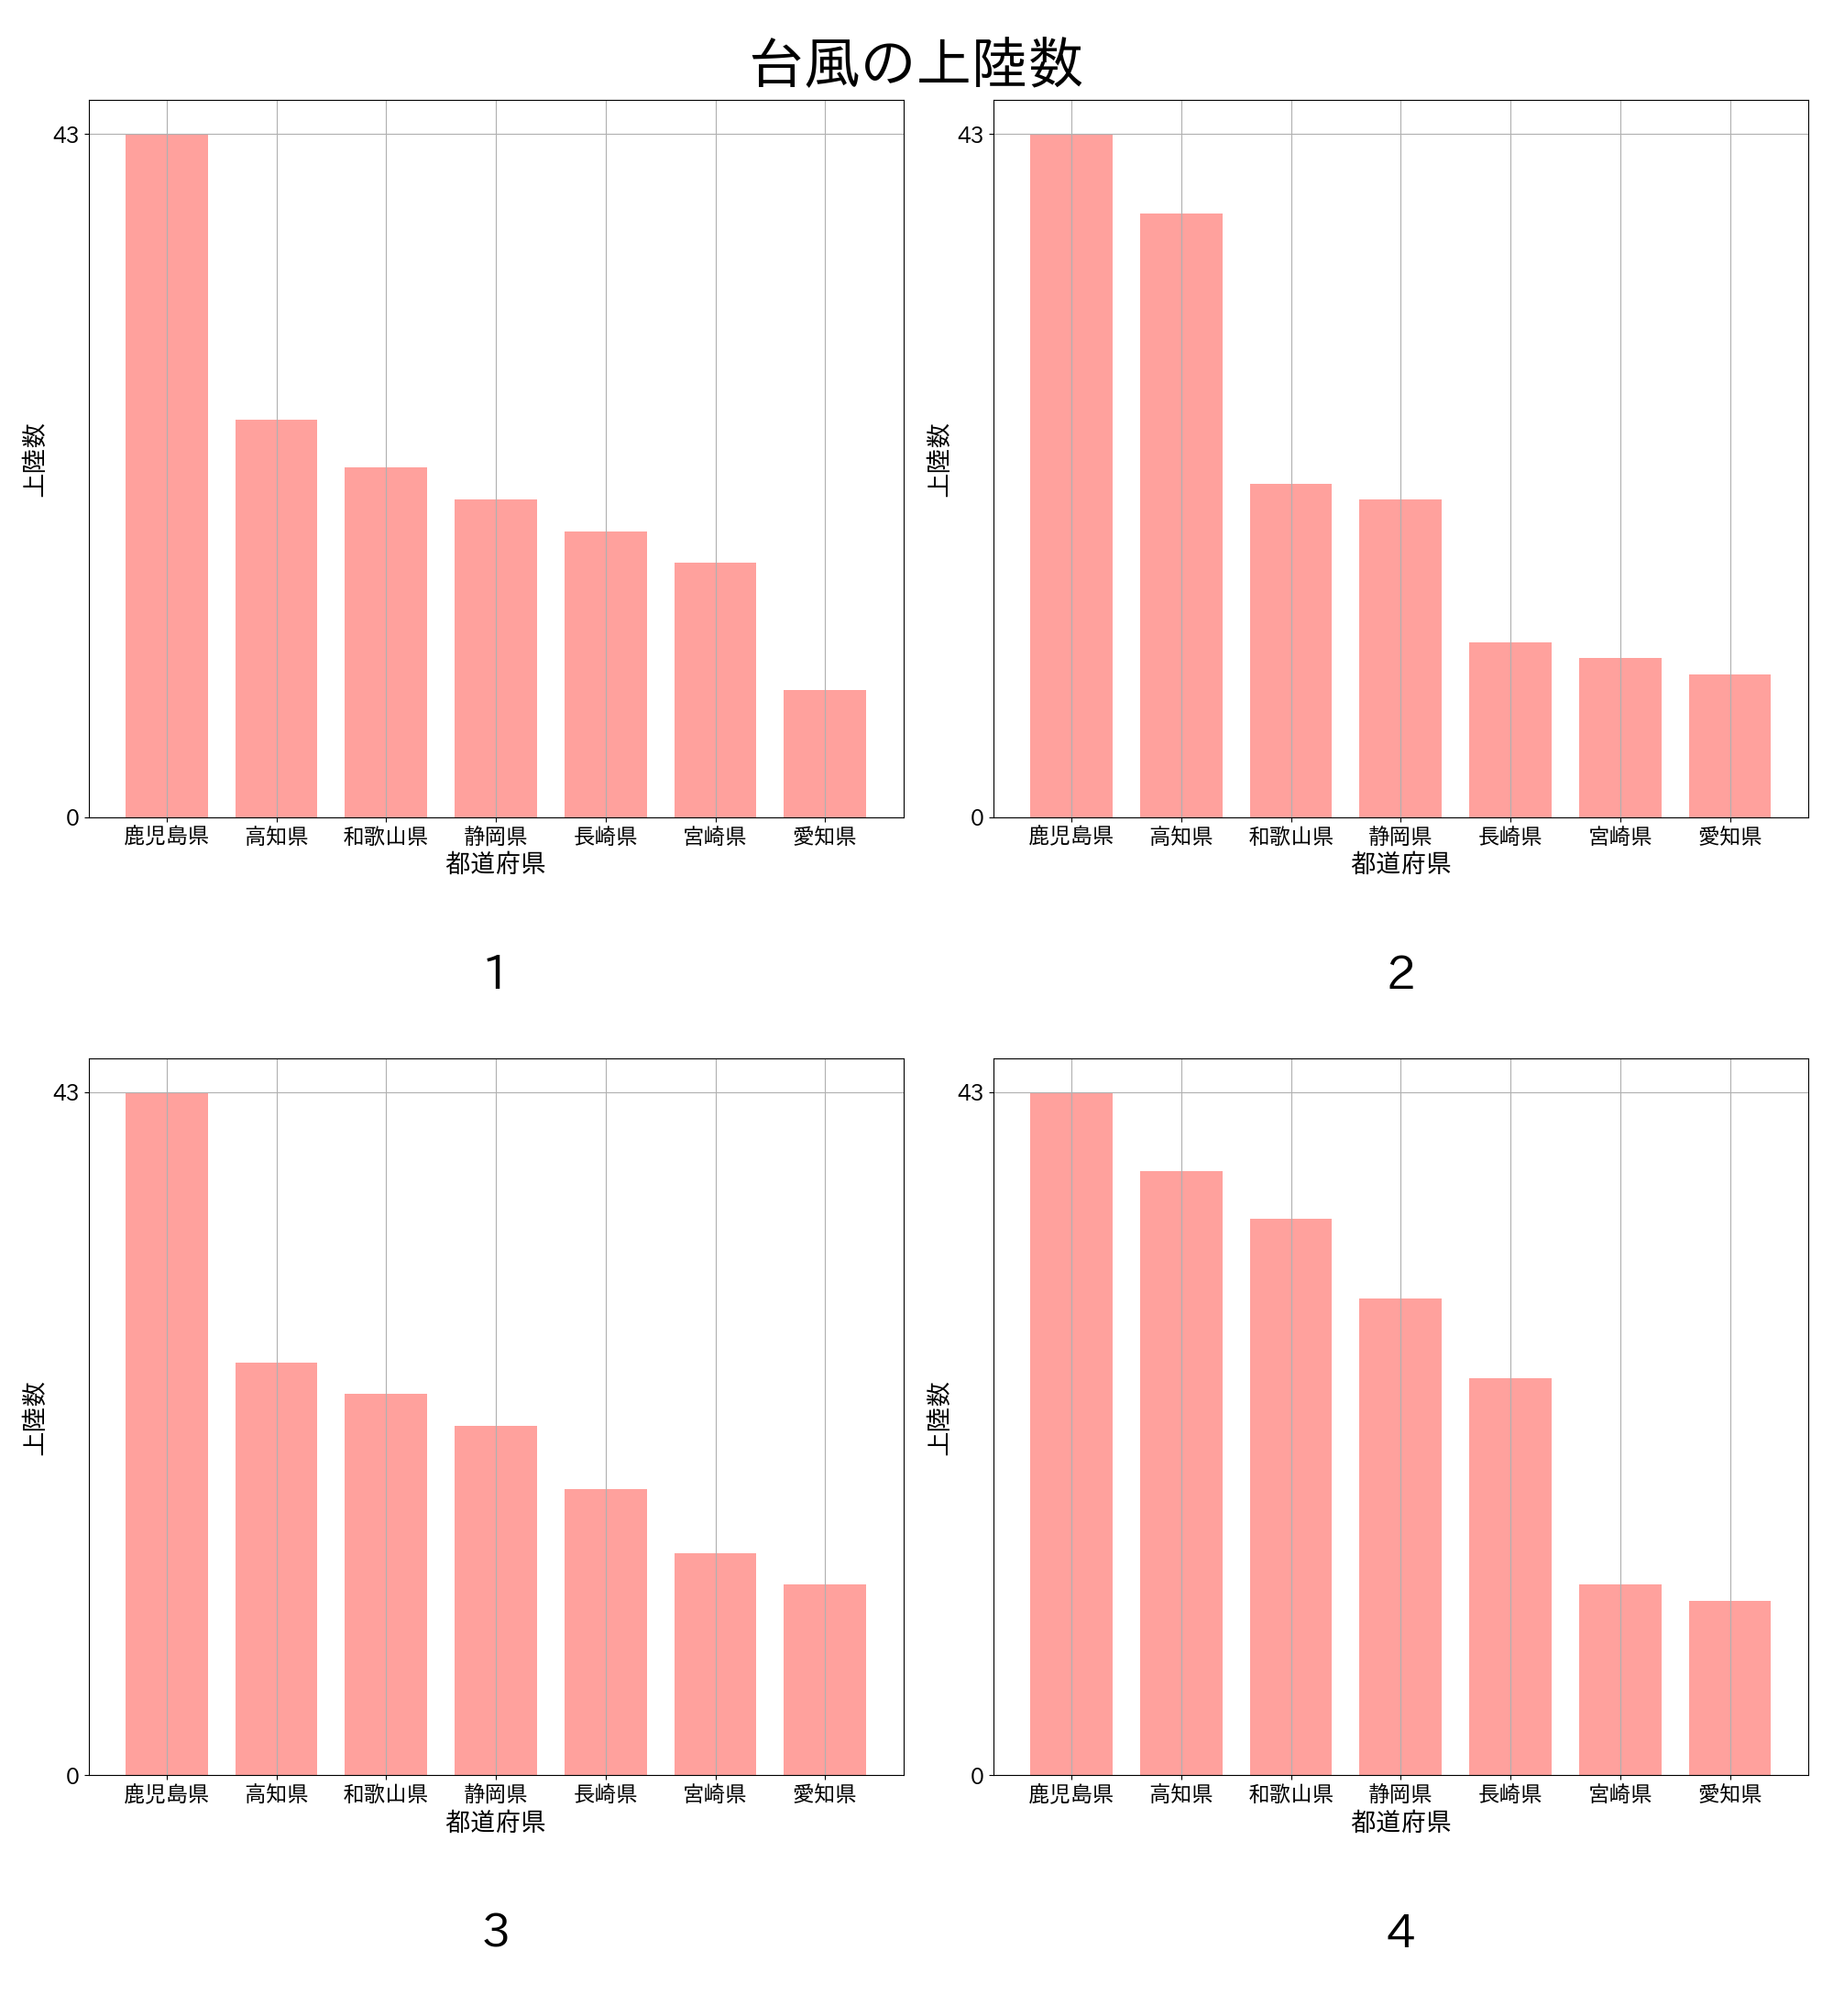 台風の上陸数
43
0
上陸数
鹿児島県 高知県 和歌山県 静岡県 長崎県 宮崎県 愛知県
都道府県
1
43
0
上陸数
鹿児島県 高知県 和歌山県 静岡県 長崎県 宮崎県 愛知県
都道府県
2
43
0
上陸数
鹿児島県 高知県 和歌山県 静岡県 長崎県 宮崎県 愛知県
都道府県
3
43
0
上陸数
鹿児島県 高知県 和歌山県 静岡県 長崎県 宮崎県 愛知県
都道府県
4